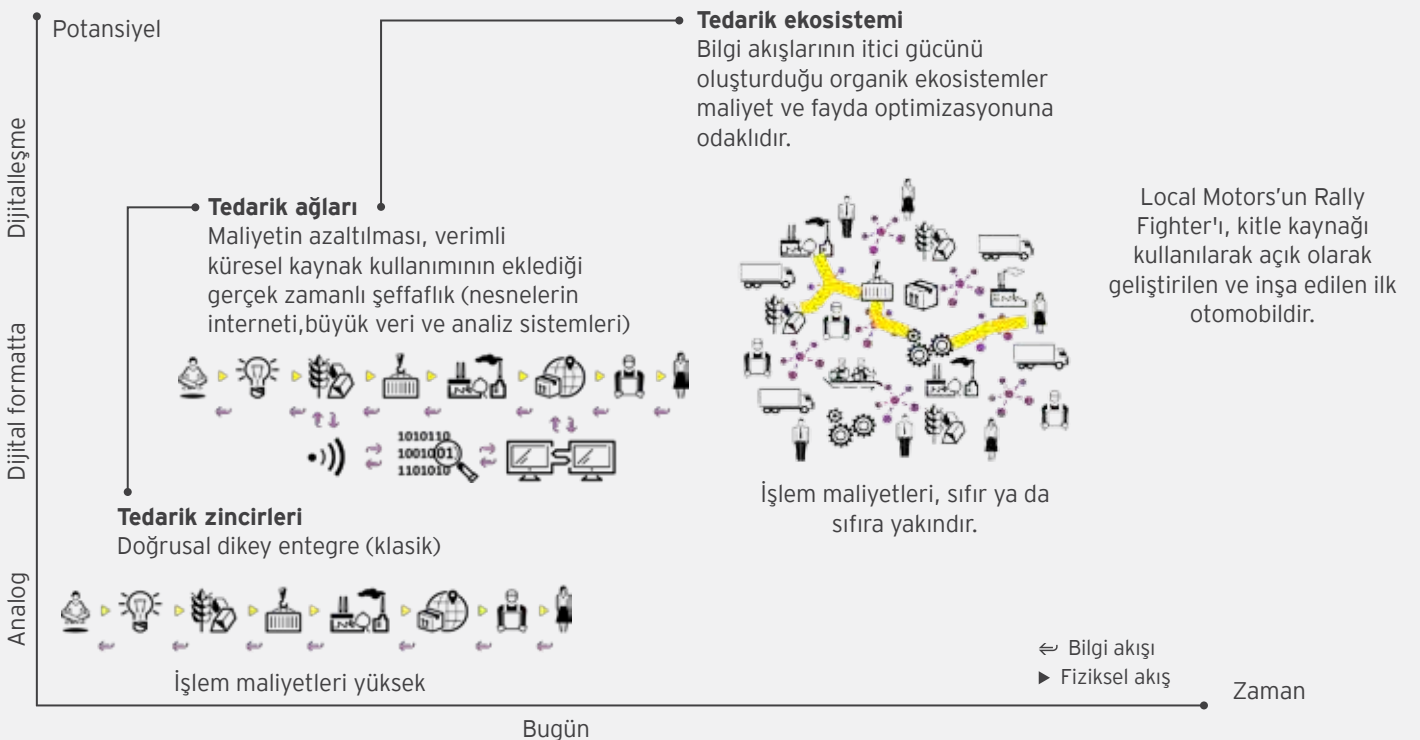 Potansiyel
Dijitalleşme
Dijital formatta
Analog
Tedarik ekosistemi
Bilgi akışlarının itici gücünü
oluşturduğu organik ekosistemler
maliyet ve fayda optimizasyonuna
odaklıdır.
Tedarik ağları
Maliyetin azaltılması, verimli
küresel kaynak kullanımının eklediği
gerçek zamanlı şeffaflık (nesnelerin
interneti,büyük veri ve analiz sistemleri)
1010110
1001001
1101010
Local Motors’un Rally
Fighter'ı, kitle kaynağı
kullanılarak açık olarak
geliştirilen ve inşa edilen ilk
otomobildir.
İşlem maliyetleri, sıfır ya da
sıfıra yakındır.
Tedarik zincirleri
Doğrusal dikey entegre (klasik)
İşlem maliyetleri yüksek
Bilgi akışı
Fiziksel akış
Zaman
Bugün